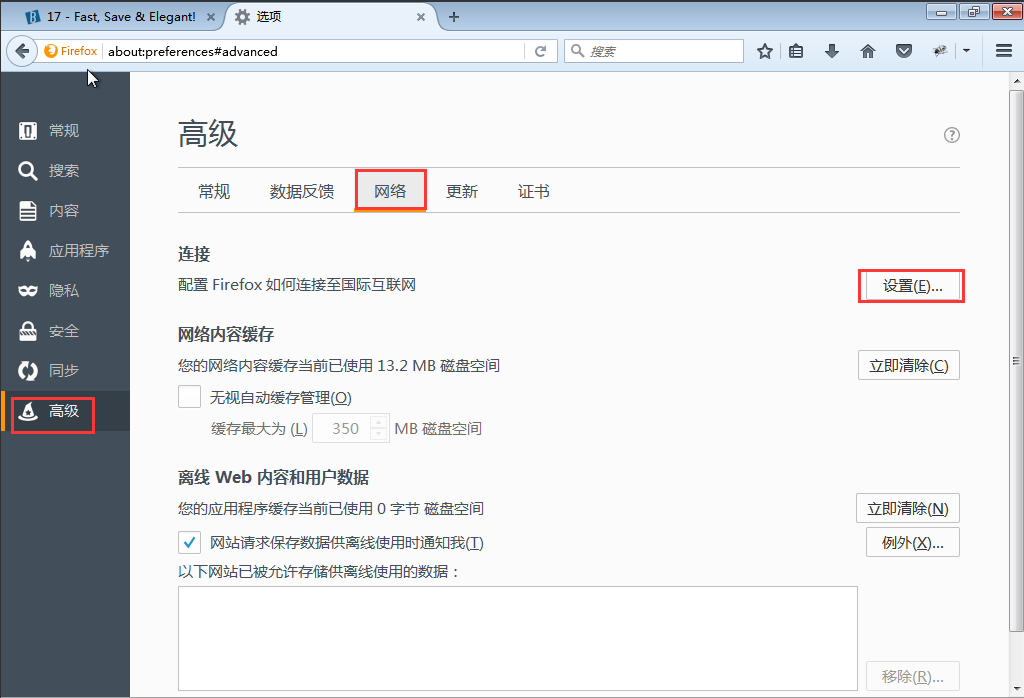 17 - Fast, Save & Elegant!
选项
Firefox about:preferences#advanced
搜索
常规
搜索
内容
应用程序
隐私
安全
同步
高级
高级
常规 数据反馈 网络 更新 证书
连接
配置 Firefox 如何连接至国际互联网
设置(E)...
网络内容缓存
您的网络内容缓存当前已使用 13.2 MB 磁盘空间
立即清除(C)
无视自动缓存管理(O)
缓存最大为 (L) 350 MB 磁盘空间
离线 Web 内容和用户数据
您的应用程序缓存当前已使用 0 字节 磁盘空间
立即清除(N)
网站请求保存数据供离线使用时通知我(T)
例外(X)...
以下网站已被允许存储供离线使用的数据：
移除(R)...